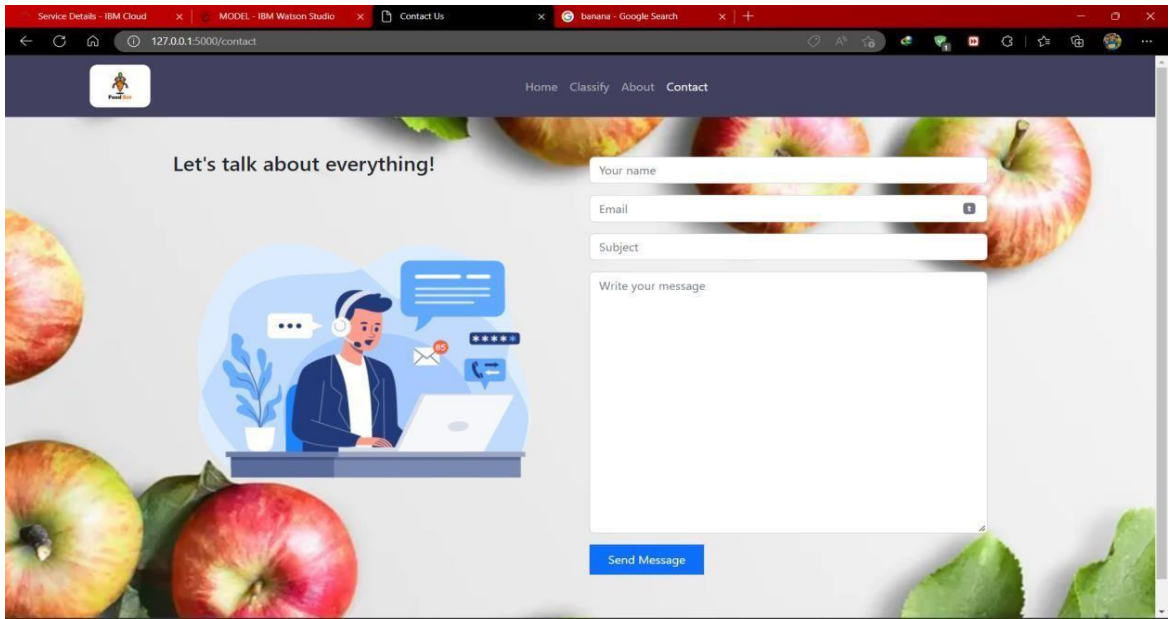 Service Details - IBM Cloud
MODEL - IBM Watson Studio
Contact Us
banana - Google Search
127.0.0.1:5000/contact
Home Classify About Contact
Let's talk about everything!
Your name
Email
t
Subject
Write your message
85
*****
Send Message